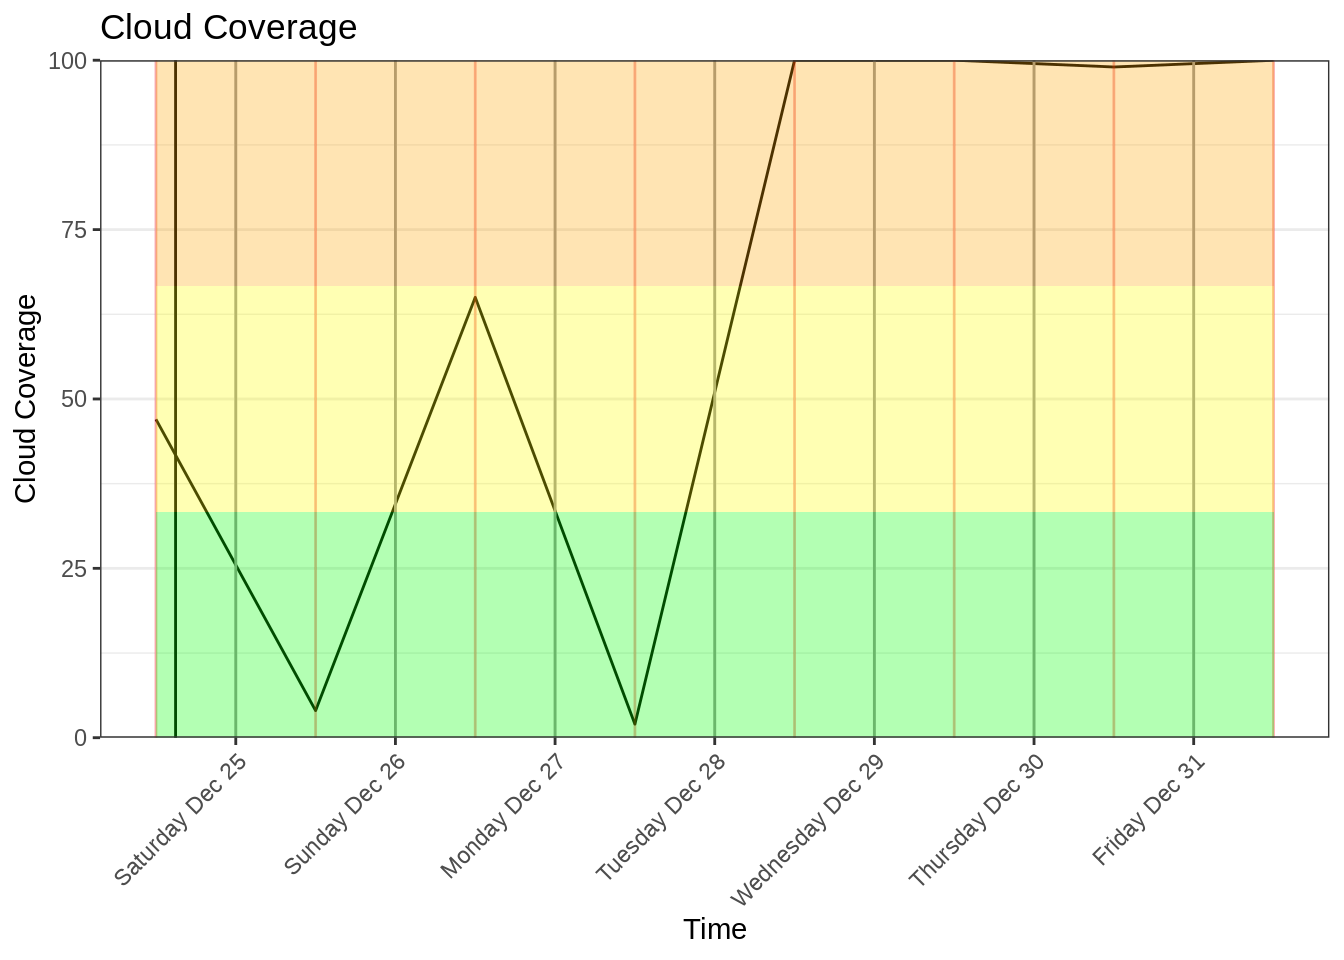 Cloud Coverage
Cloud Coverage
100
75
50
25
0
Saturday Dec 25
Sunday Dec 26
Monday Dec 27
Tuesday Dec 28
Wednesday Dec 29
Thursday Dec 30
Friday Dec 31
Time